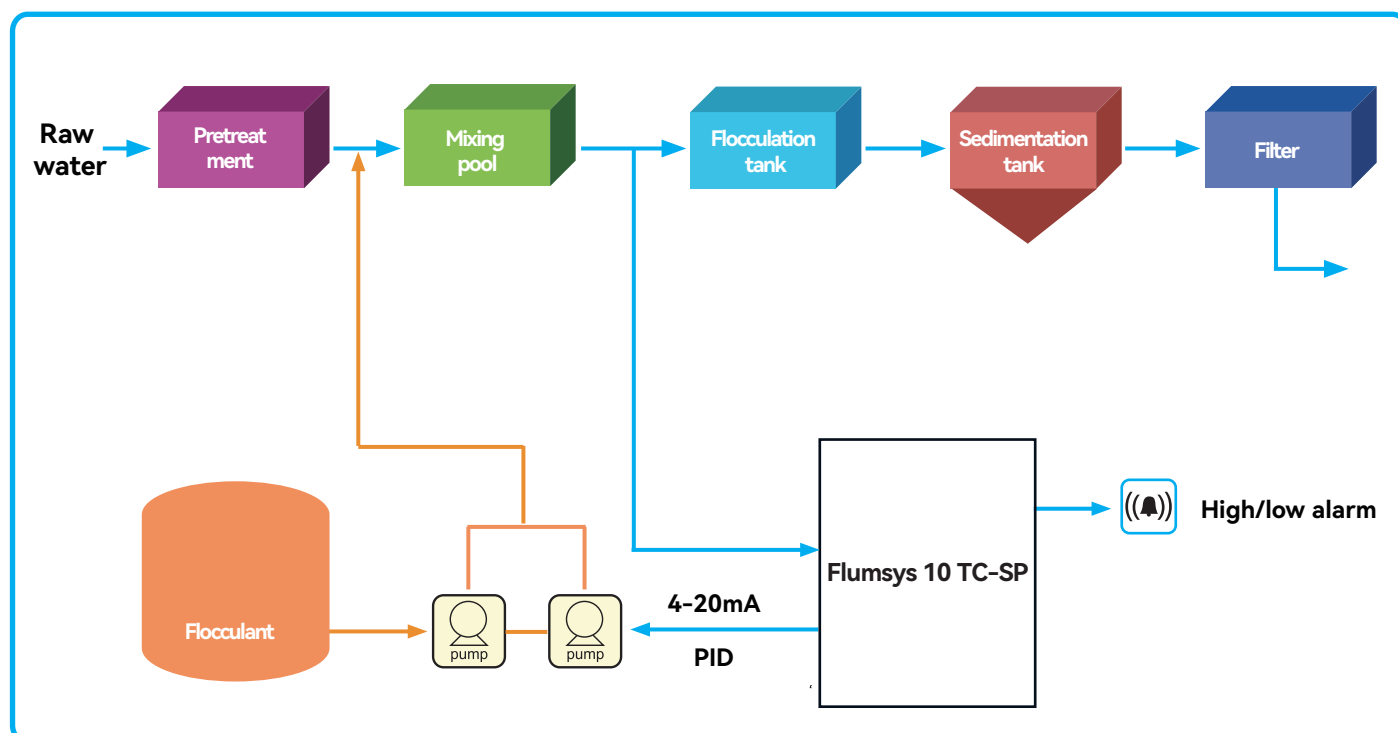 Raw
water
Pretreat
ment
Mixing
pool
Flocculation
tank
Sedimentation
tank
Filter
Flocculant
pump
pump
4-20mA
PID
Flumsys 10 TC-SP
High/low alarm